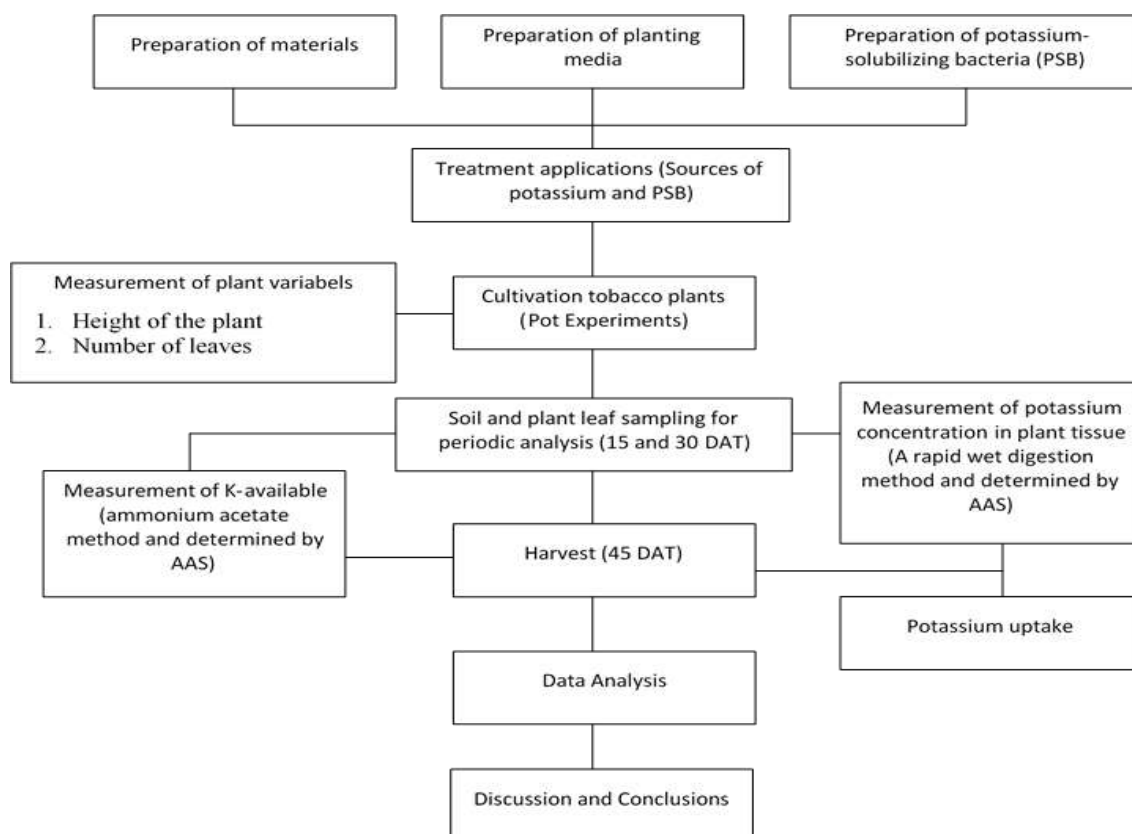 Preparation of materials
Preparation of planting
media
Preparation of potassium-
solubilizing bacteria (PSB)
Treatment applications (Sources of
potassium and PSB)
Measurement of plant variabels
1. Height of the plant
2. Number of leaves
Cultivation tobacco plants
(Pot Experiments)
Soil and plant leaf sampling for
periodic analysis (15 and 30 DAT)
Measurement of potassium
concentration in plant tissue
(A rapid wet digestion
method and determined by
AAS)
Measurement of K-available
(ammonium acetate
method and determined by
AAS)
Harvest (45 DAT)
Potassium uptake
Data Analysis
Discussion and Conclusions